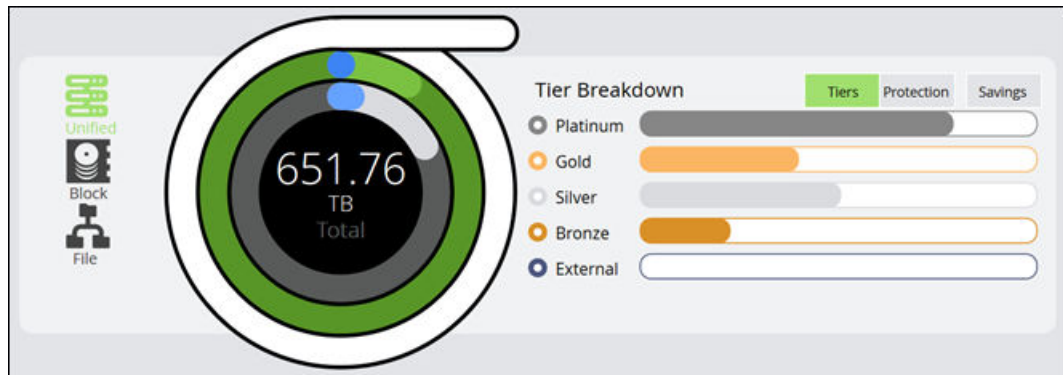 Unified
Block
File
651.76
TB
Total
Tier Breakdown
Tiers Protection Savings
Platinum
Gold
Silver
Bronze
External